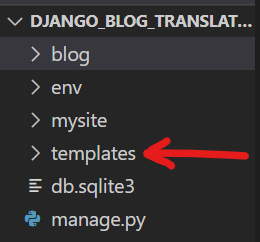 DJANGO_BLOG_TRANSLAT...
blog
env
mysite
templates
db.sqlite3
manage.py